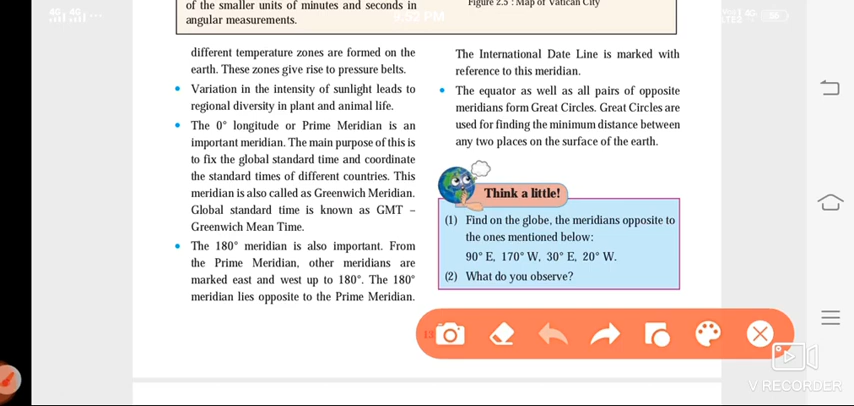 of the smaller units of minutes and seconds in
angular measurements.
Figure 2.5 : Map of Vatican City
different temperature zones are formed on the
earth. These zones give rise to pressure belts.
• Variation in the intensity of sunlight leads to
regional diversity in plant and animal life.
• The 0° longitude or Prime Meridian is an
important meridian. The main purpose of this is
to fix the global standard time and coordinate
the standard times of different countries. This
meridian is also called as Greenwich Meridian.
Global standard time is known as GMT –
Greenwich Mean Time.
• The 180° meridian is also important. From
the Prime Meridian, other meridians are
marked east and west up to 180°. The 180°
meridian lies opposite to the Prime Meridian.
The International Date Line is marked with
reference to this meridian.
• The equator as well as all pairs of opposite
meridians form Great Circles. Great Circles are
used for finding the minimum distance between
any two places on the surface of the earth.
Think a little!
(1) Find on the globe, the meridians opposite to
the ones mentioned below:
90° E, 170° W, 30° E, 20° W.
(2) What do you observe?
V RECORDER